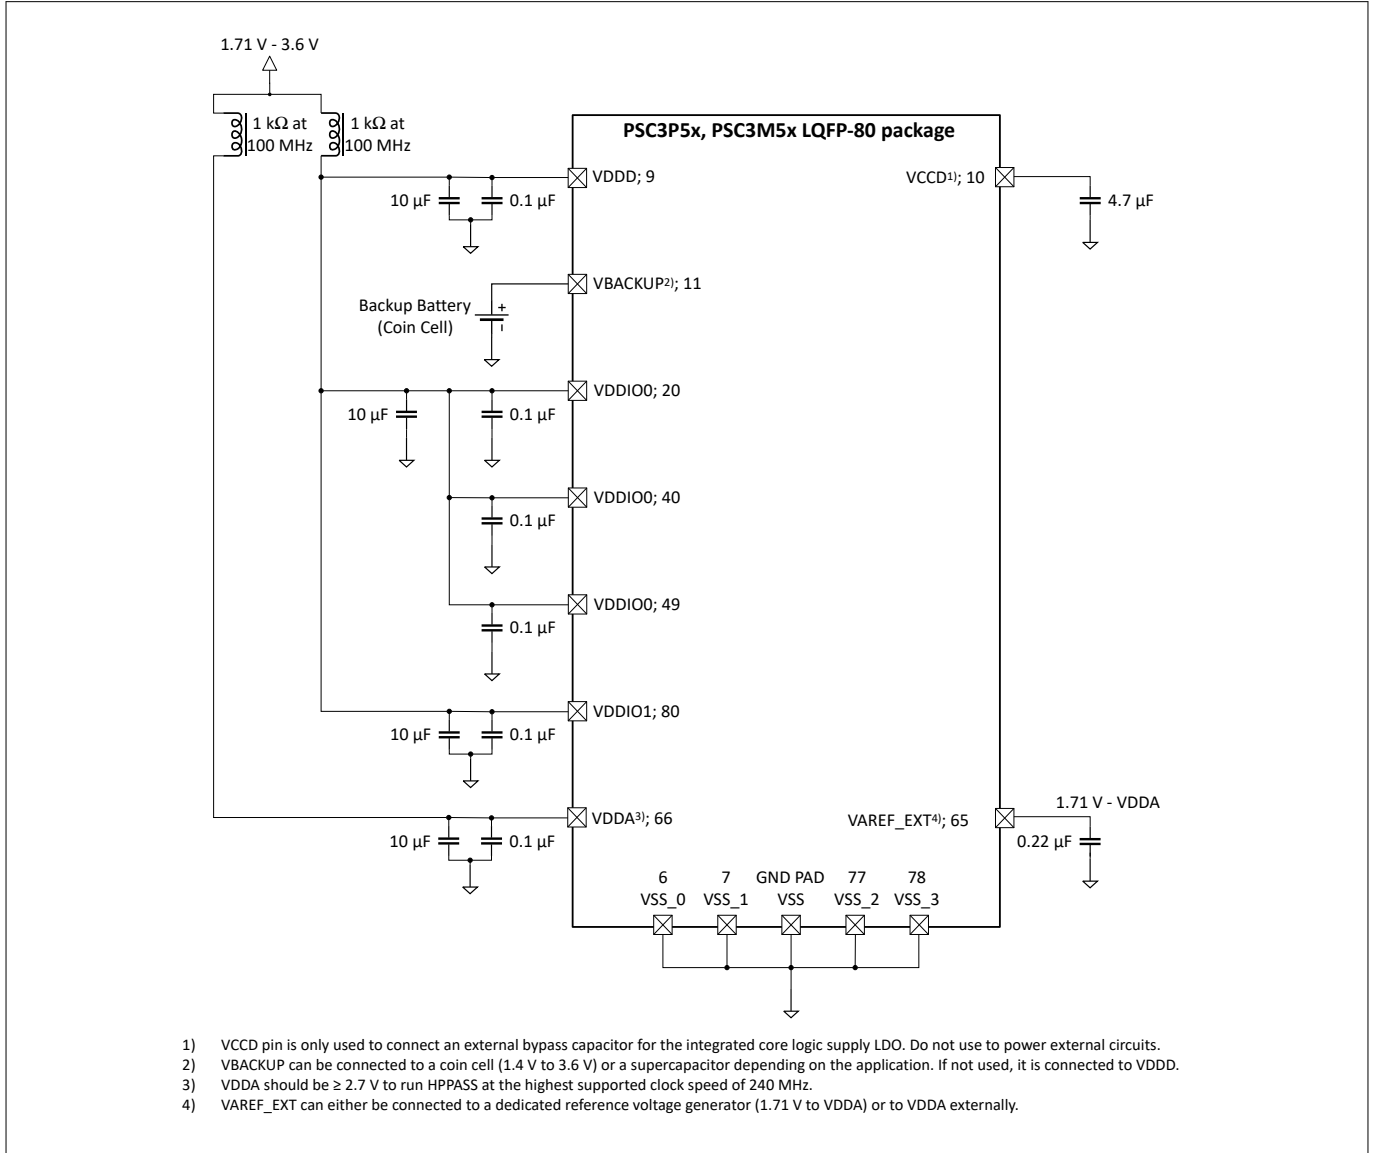 1.71 V - 3.6 V
1 kΩ at
100 MHz
1 kΩ at
100 MHz
PSC3P5x, PSC3M5x LQFP-80 package
VDDD; 9
VCCD1); 10
10 µF
0.1 µF
4.7 µF
VBACKUP2); 11
Backup Battery
(Coin Cell)
+
-
VDDIO0; 20
10 µF
0.1 µF
VDDIO0; 40
0.1 µF
VDDIO0; 49
0.1 µF
VDDIO1; 80
10 µF
0.1 µF
1.71 V - VDDA
VDDA3); 66
VAREF_EXT4); 65
10 µF
0.1 µF
0.22 µF
6 7 GND PAD 77 78
VSS_0 VSS_1 VSS VSS_2 VSS_3
1) VCCD pin is only used to connect an external bypass capacitor for the integrated core logic supply LDO. Do not use to power external circuits.
2) VBACKUP can be connected to a coin cell (1.4 V to 3.6 V) or a supercapacitor depending on the application. If not used, it is connected to VDDD.
3) VDDA should be ≥ 2.7 V to run HPPASS at the highest supported clock speed of 240 MHz.
4) VAREF_EXT can either be connected to a dedicated reference voltage generator (1.71 V to VDDA) or to VDDA externally.